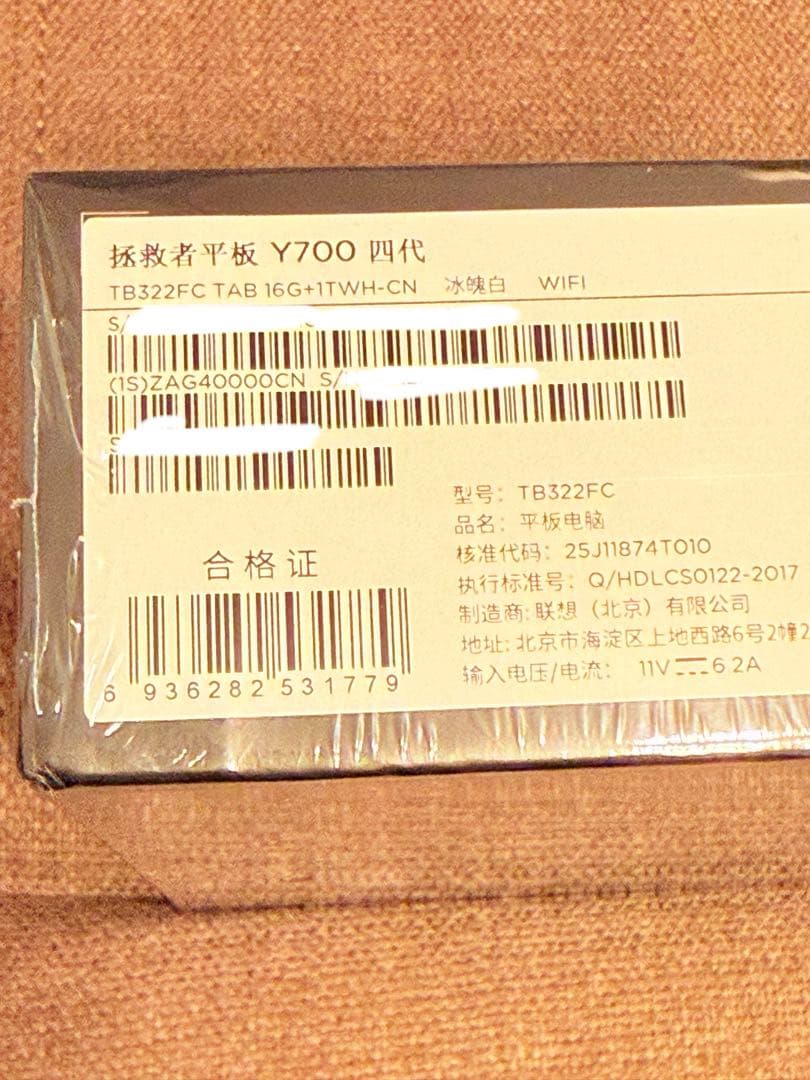 拯救者平板 Y700 四代
TB322FC TAB 16G+1TWH-CN 冰魄白 WIFI
S/
(1S)ZAG40000CN S/
S
型号: TB322FC
品名: 平板电脑
核准代码: 25J11874T010
执行标准号: Q/HDLCS0122-2017
制造商: 联想（北京）有限公司
地址: 北京市海淀区上地西路6号2幢2
输入电压/电流: 11V⎓6.2A
合格证
6 936282 531779